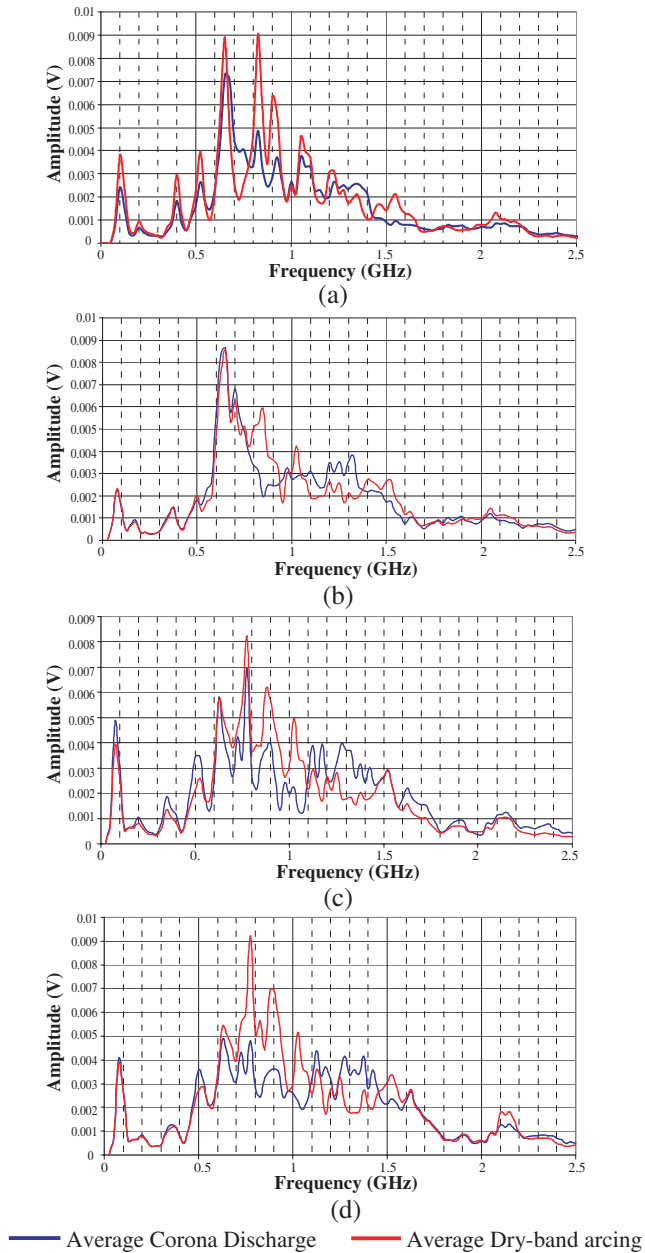 0.01
0.009
0.008
0.007
0.006
0.005
0.004
0.003
0.002
0.001
0
Amplitude (V)
0 0.5 1 1.5 2 2.5
Frequency (GHz)
(a)
0.01
0.009
0.008
0.007
0.006
0.005
0.004
0.003
0.002
0.001
0
Amplitude (V)
0 0.5 1 1.5 2 2.5
Frequency (GHz)
(b)
0.009
0.008
0.007
0.006
0.005
0.004
0.003
0.002
0.001
0
Amplitude (V)
0 0. 1 1.5 2 2.5
Frequency (GHz)
(c)
0.01
0.009
0.008
0.007
0.006
0.005
0.004
0.003
0.002
0.001
0
Amplitude (V)
0 0.5 1 1.5 2 2.5
Frequency (GHz)
(d)
Average Corona Discharge Average Dry-band arcing